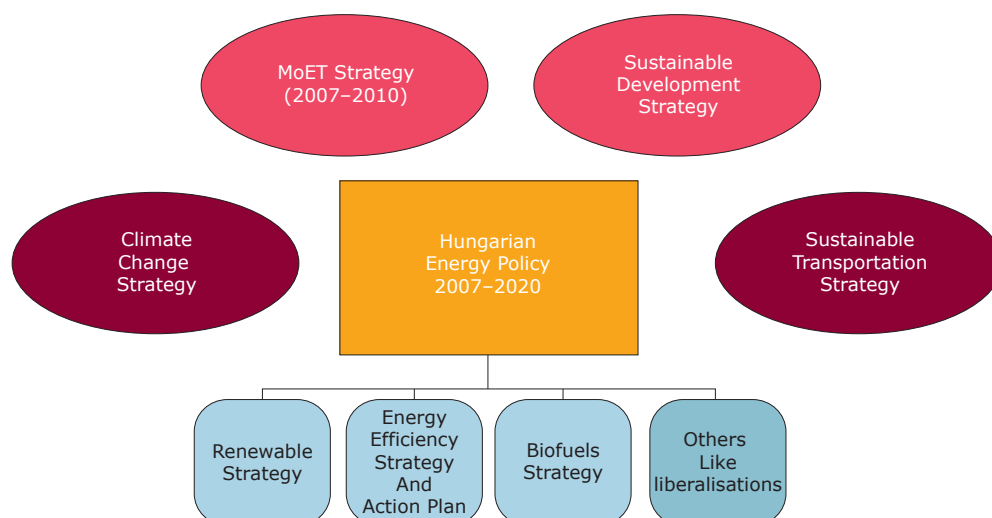 MoET Strategy
(2007–2010)
Sustainable
Development
Strategy
Climate
Change
Strategy
Hungarian
Energy Policy
2007–2020
Sustainable
Transportation
Strategy
Renewable
Strategy
Energy
Efficiency
Strategy
And
Action Plan
Biofuels
Strategy
Others
Like
liberalisations